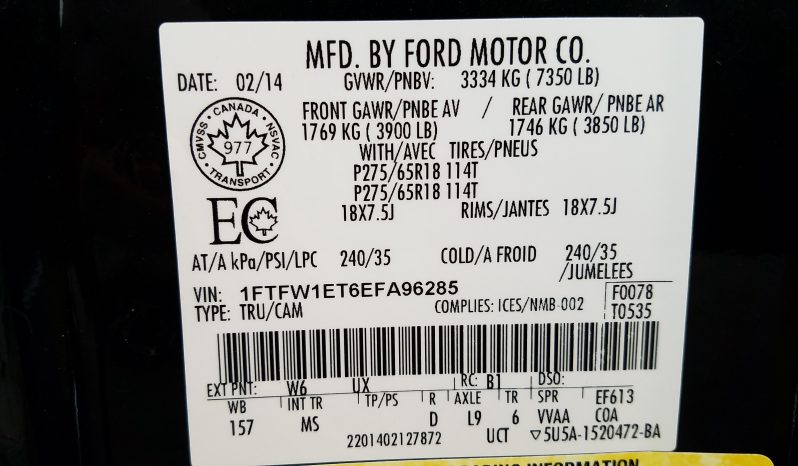 MFD. BY FORD MOTOR CO.
DATE: 02/14 GVWR/PNBV: 3334 KG ( 7350 LB)
FRONT GAWR/PNBE AV / REAR GAWR/ PNBE AR
1769 KG ( 3900 LB) 1746 KG ( 3850 LB)
CANADA
CMVSS NSVAC
977
TRANSPORT
WITH/AVEC TIRES/PNEUS
P275/65R18 114T
P275/65R18 114T
EC
18X7.5J RIMS/JANTES 18X7.5J
AT/A kPa/PSI/LPC 240/35 COLD/A FROID 240/35
/JUMELEES
VIN: 1FTFW1ET6EFA96285 F0078
TYPE: TRU/CAM COMPLIES: ICES/NMB-002 T0535
EXT PNT: W6 UX RC: B1 DSO:
WB INT TR TP/PS R AXLE TR SPR EF613
157 MS D L9 6 VVAA COA
2201402127872 UCT ▽5U5A-1520472-BA
LOADING INFORMATION